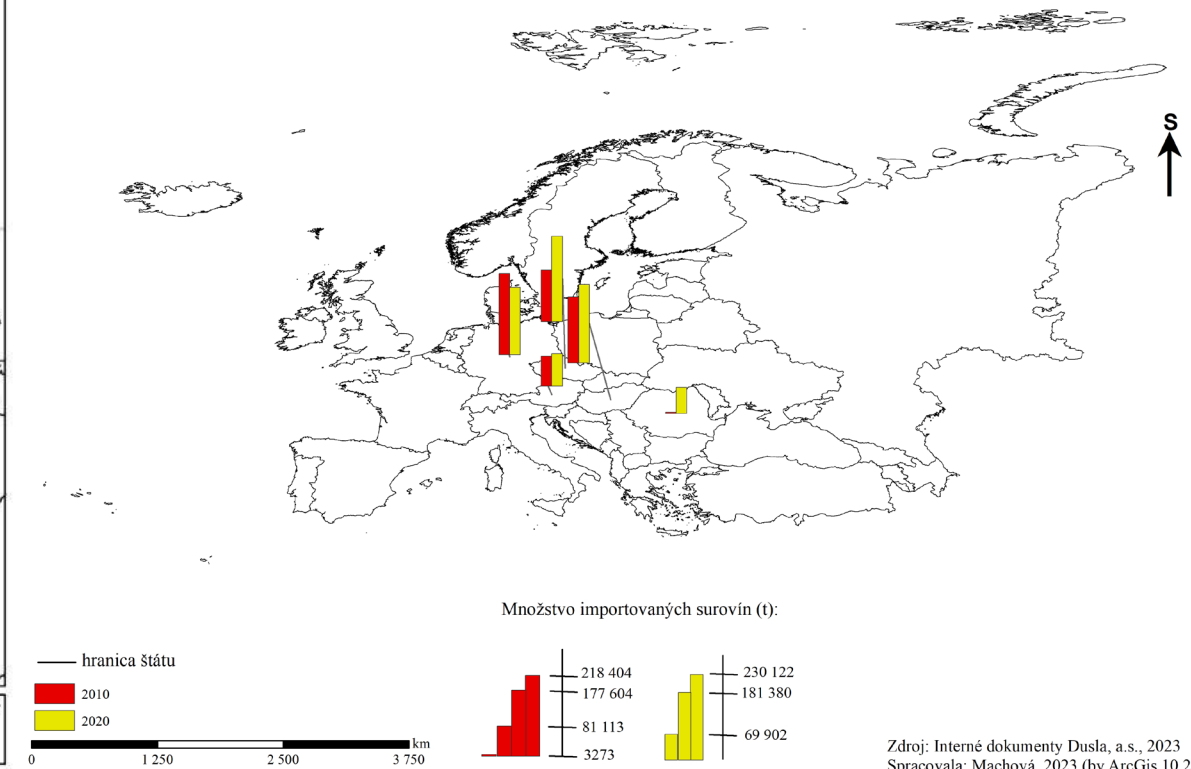 S
Množstvo importovaných surovín (t):
hranica štátu
2010
2020
218 404
177 604
81 113
3273
230 122
181 380
69 902
km
0 1 250 2 500 3 750
Zdroj: Interné dokumenty Dusla, a.s., 2023
Spracovala: Machová, 2023 (by ArcGis 10.2